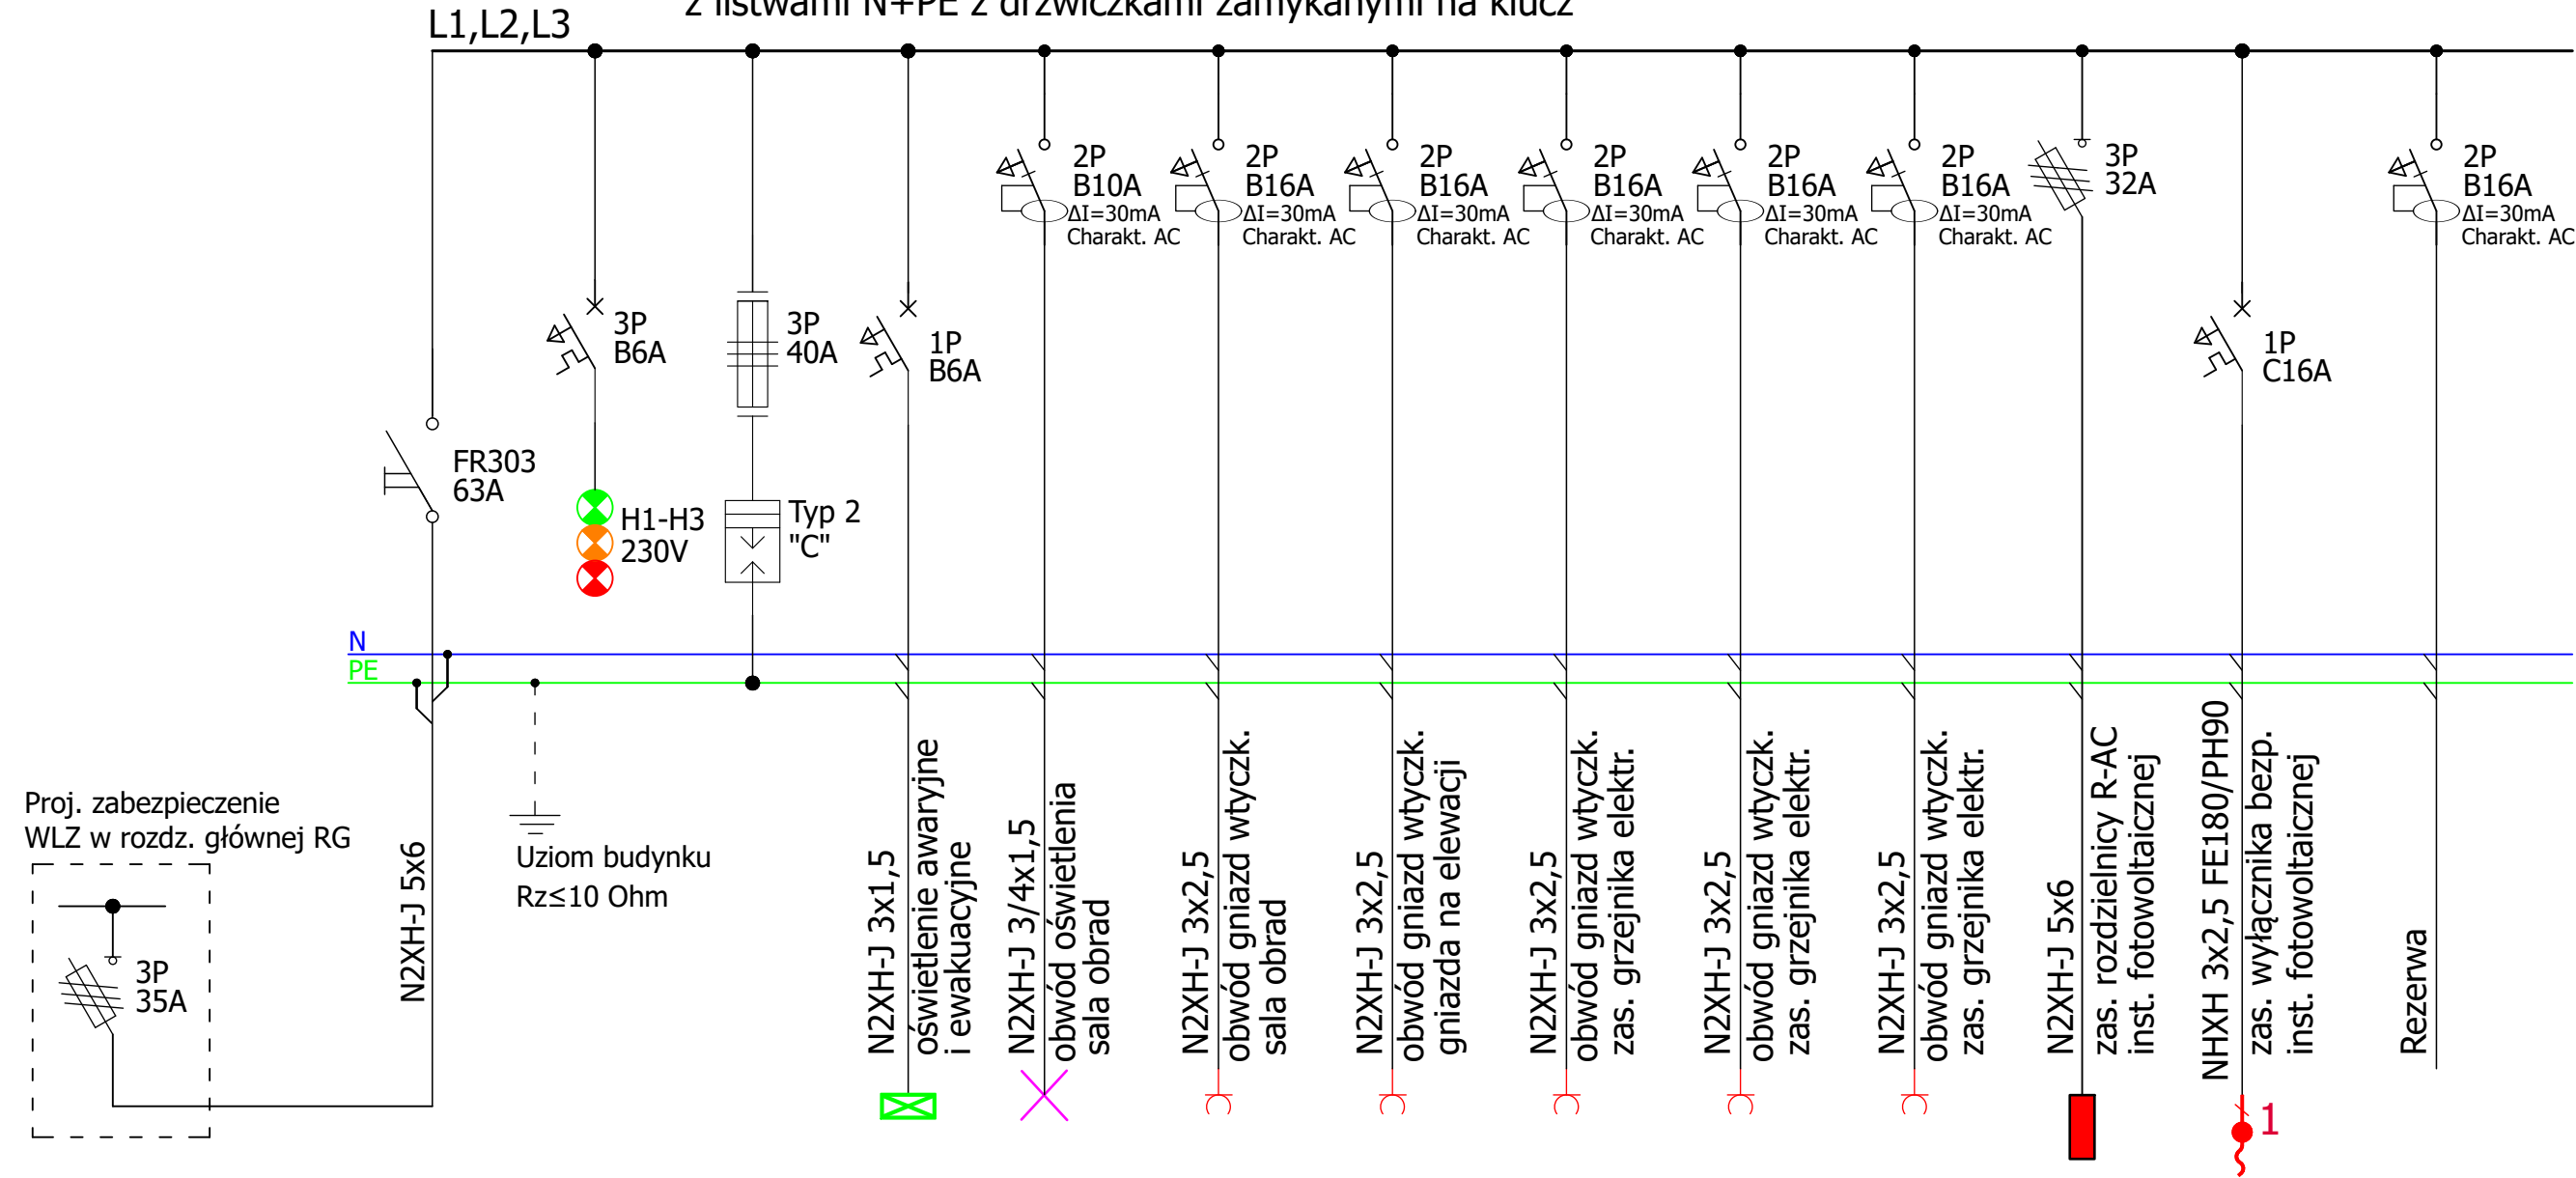 z listwami N+PE z drzwiczkami zamykanymi na klucz
L1,L2,L3
2P
B10A
ΔI=30mA
Charakt. AC
2P
B16A
ΔI=30mA
Charakt. AC
2P
B16A
ΔI=30mA
Charakt. AC
2P
B16A
ΔI=30mA
Charakt. AC
2P
B16A
ΔI=30mA
Charakt. AC
2P
B16A
ΔI=30mA
Charakt. AC
3P
32A
2P
B16A
ΔI=30mA
Charakt. AC
3P
B6A
3P
40A
1P
B6A
1P
C16A
FR303
63A
H1-H3
230V
Typ 2
"C"
N
PE
Proj. zabezpieczenie
WLZ w rozdz. głównej RG
3P
35A
N2XH-J 5x6
Uziom budynku
Rz≤10 Ohm
N2XH-J 3x1,5
oświetlenie awaryjne
i ewakuacyjne
N2XH-J 3/4x1,5
obwód oświetlenia
sala obrad
N2XH-J 3x2,5
obwód gniazd wtyczk.
sala obrad
N2XH-J 3x2,5
obwód gniazd wtyczk.
gniazda na elewacji
N2XH-J 3x2,5
obwód gniazd wtyczk.
zas. grzejnika elektr.
N2XH-J 3x2,5
obwód gniazd wtyczk.
zas. grzejnika elektr.
N2XH-J 3x2,5
obwód gniazd wtyczk.
zas. grzejnika elektr.
N2XH-J 5x6
zas. rozdzielnicy R-AC
inst. fotowoltaicznej
NHXH 3x2,5 FE180/PH90
zas. wyłącznika bezp.
inst. fotowoltaicznej
Rezerwa
1